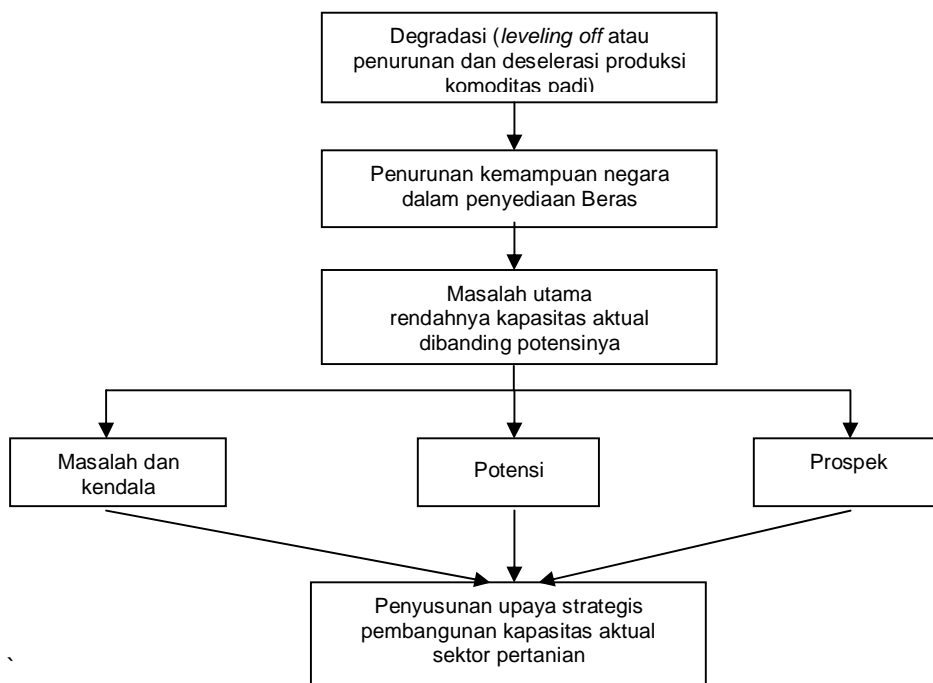 Degradasi (leveling off atau
penurunan dan deselerasi produksi
komoditas padi)
Penurunan kemampuan negara
dalam penyediaan Beras
Masalah utama
rendahnya kapasitas aktual
dibanding potensinya
Masalah dan
kendala
Potensi
Prospek
Penyusunan upaya strategis
pembangunan kapasitas aktual
sektor pertanian
`